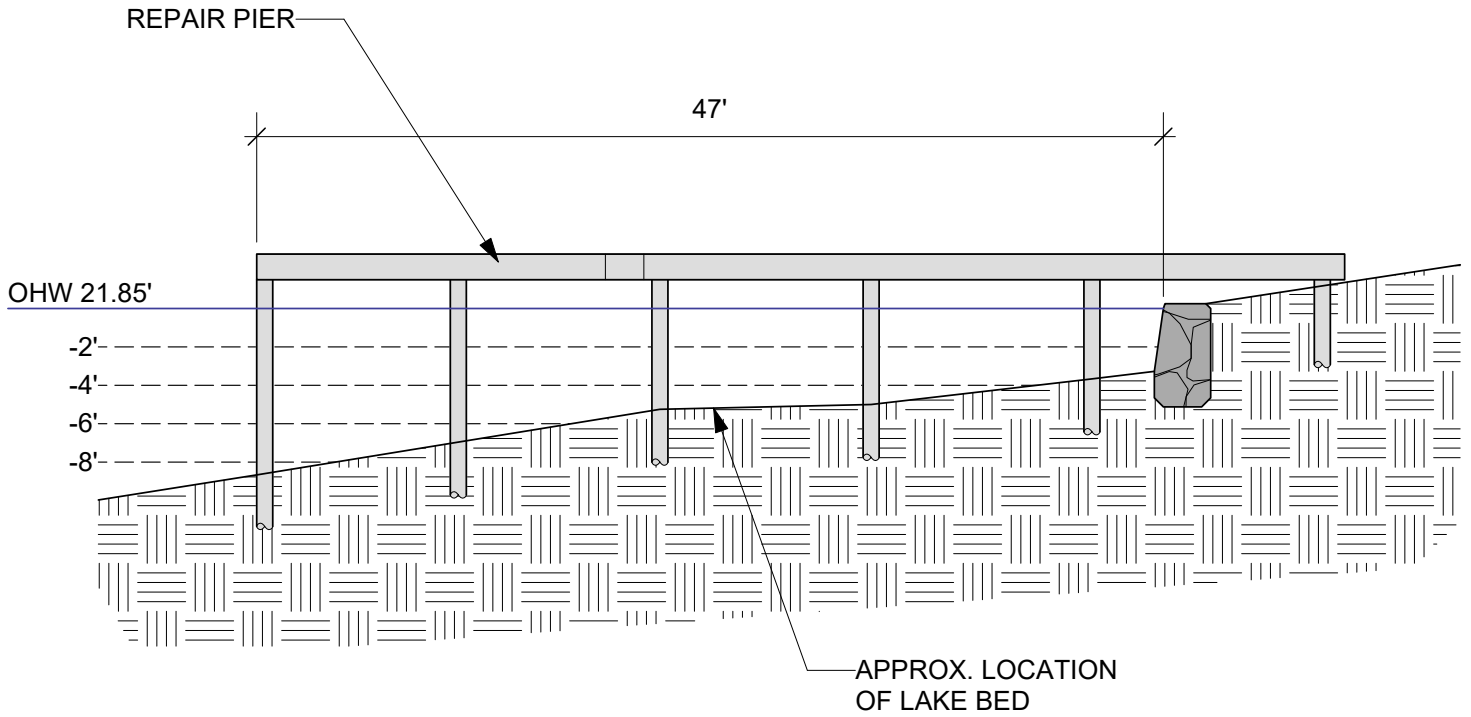 REPAIR PIER
47'
OHW 21.85'
-2'
-4'
-6'
-8'
APPROX. LOCATION
OF LAKE BED